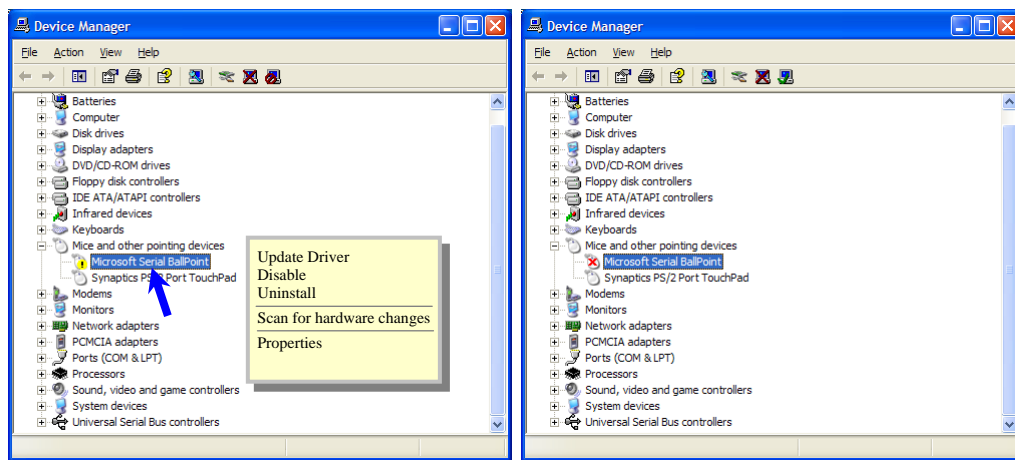 Device Manager
File Action View Help
Batteries
Computer
Disk drives
Display adapters
DVD/CD-ROM drives
Floppy disk controllers
IDE ATA/ATAPI controllers
Infrared devices
Keyboards
Mice and other pointing devices
Microsoft Serial BallPoint
Synaptics PS/2 Port TouchPad
Modems
Monitors
Network adapters
PCMCIA adapters
Ports (COM & LPT)
Processors
Sound, video and game controllers
System devices
Universal Serial Bus controllers
Update Driver
Disable
Uninstall
Scan for hardware changes
Properties
Device Manager
File Action View Help
Batteries
Computer
Disk drives
Display adapters
DVD/CD-ROM drives
Floppy disk controllers
IDE ATA/ATAPI controllers
Infrared devices
Keyboards
Mice and other pointing devices
Microsoft Serial BallPoint
Synaptics PS/2 Port TouchPad
Modems
Monitors
Network adapters
PCMCIA adapters
Ports (COM & LPT)
Processors
Sound, video and game controllers
System devices
Universal Serial Bus controllers